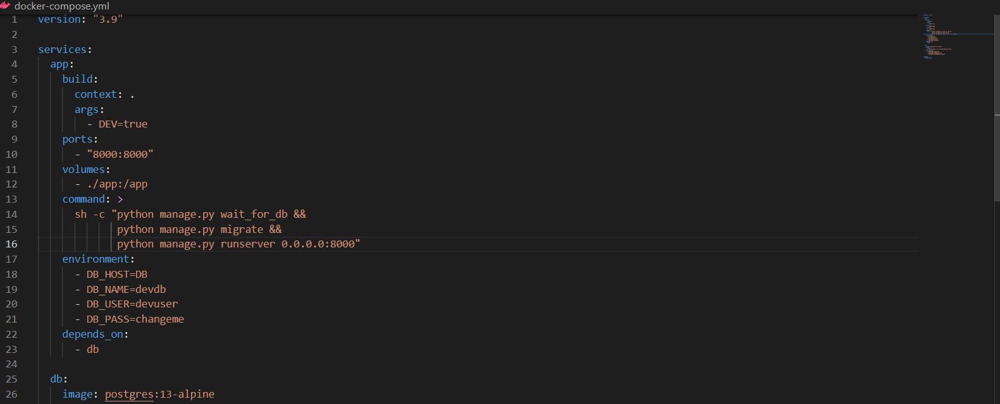 docker-compose.yml
1 version: "3.9"
2
3 services:
4   app:
5     build:
6       context: .
7       args:
8         - DEV=true
9     ports:
10       - "8000:8000"
11     volumes:
12       - ./app:/app
13     command: >
14       sh -c "python manage.py wait_for_db &&
15              python manage.py migrate &&
16              python manage.py runserver 0.0.0.0:8000"
17     environment:
18       - DB_HOST=DB
19       - DB_NAME=devdb
20       - DB_USER=devuser
21       - DB_PASS=changeme
22     depends_on:
23       - db
24
25   db:
26     image: postgres:13-alpine